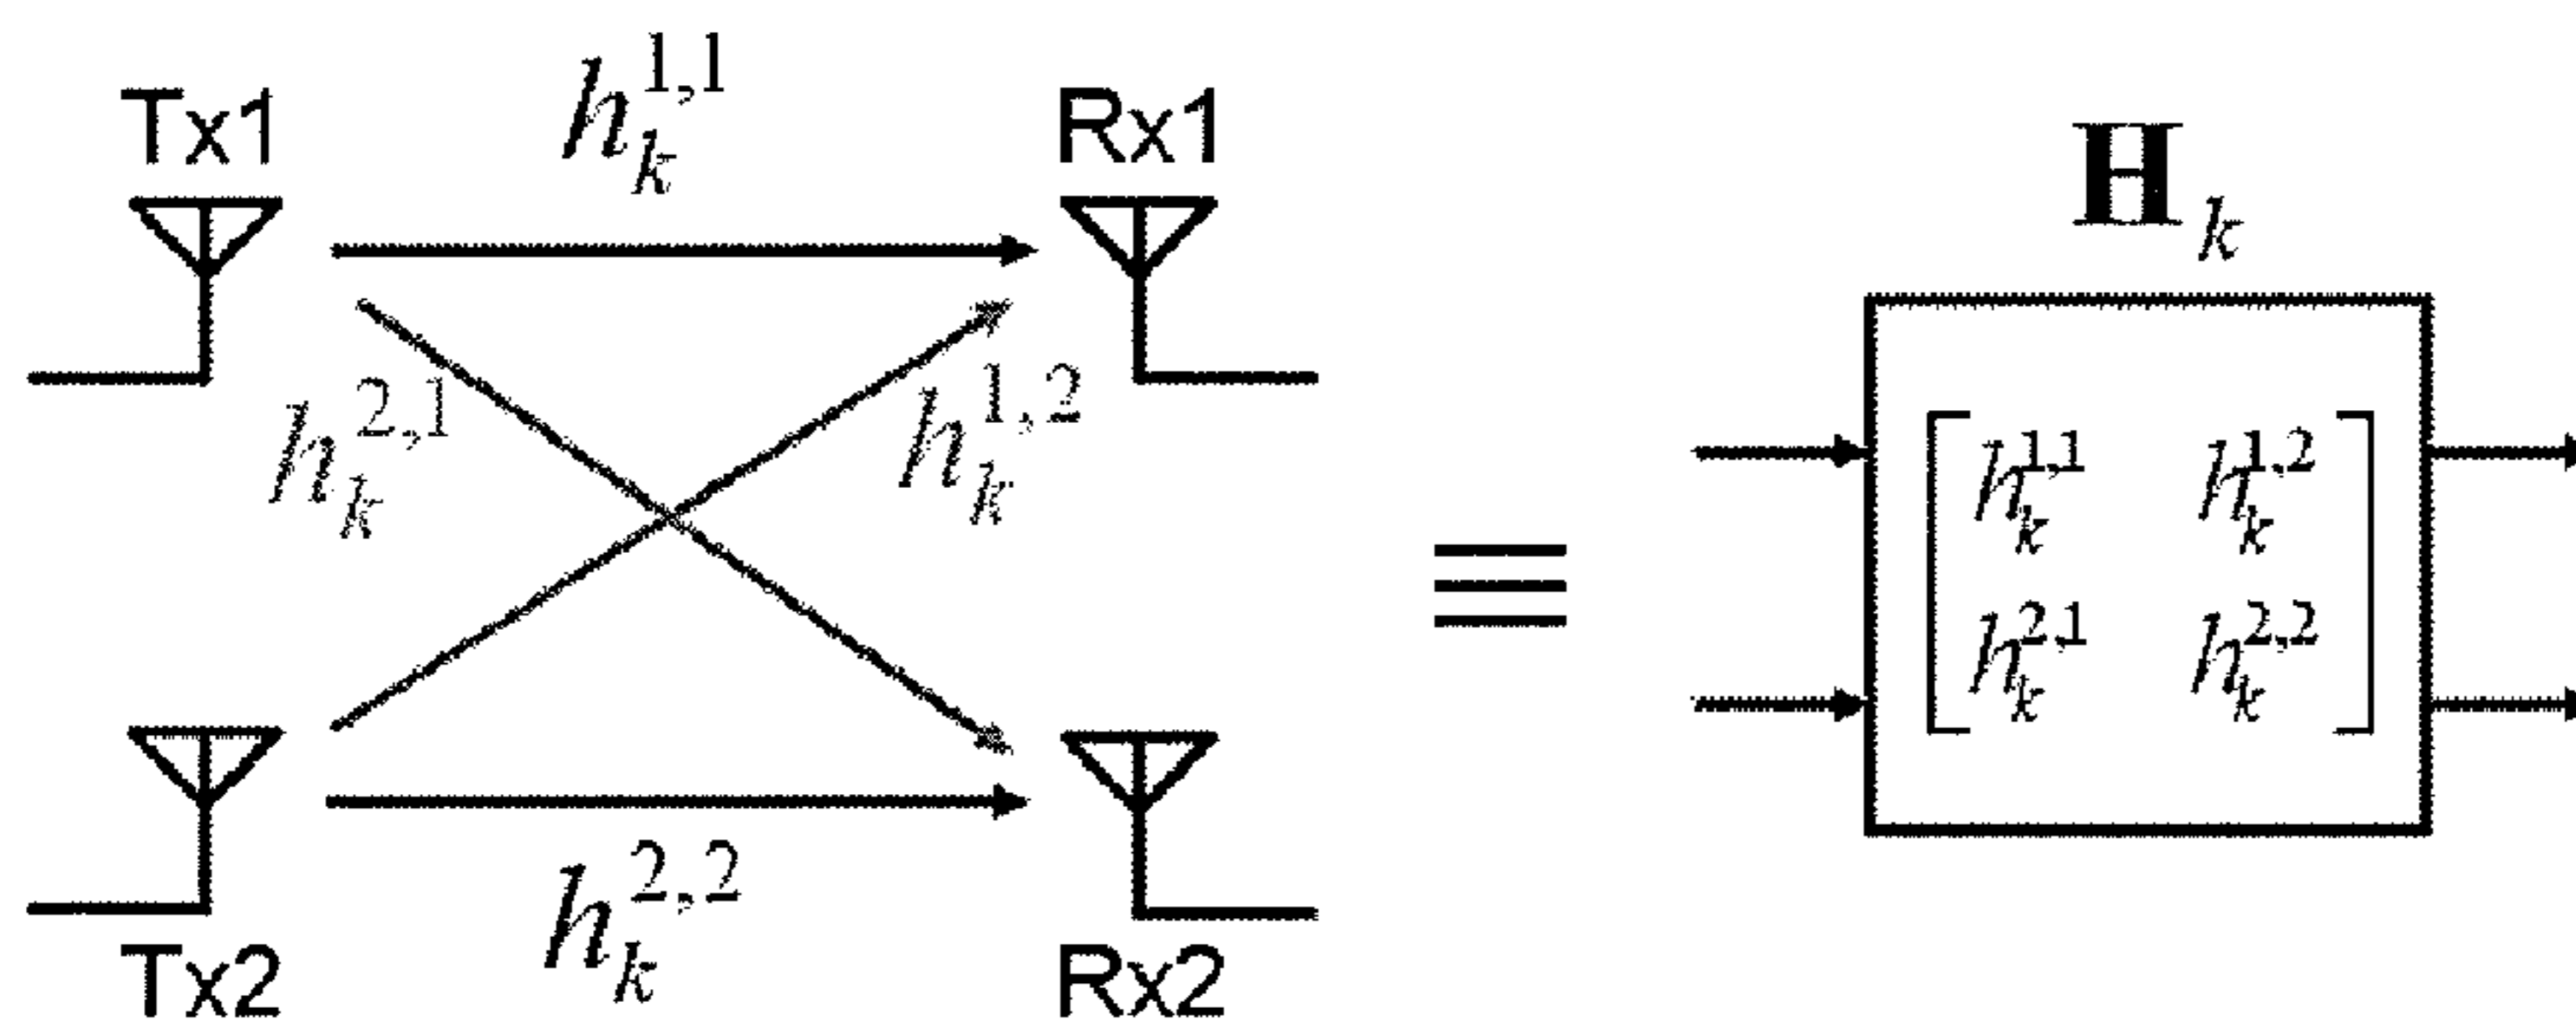 Tx1 h_k^{1,1} Rx1
H_k
h_k^{2,1} h_k^{1,2}
≡
[ h_k^{1,1} h_k^{1,2}
h_k^{2,1} h_k^{2,2} ]
h_k^{2,2}
Tx2 Rx2